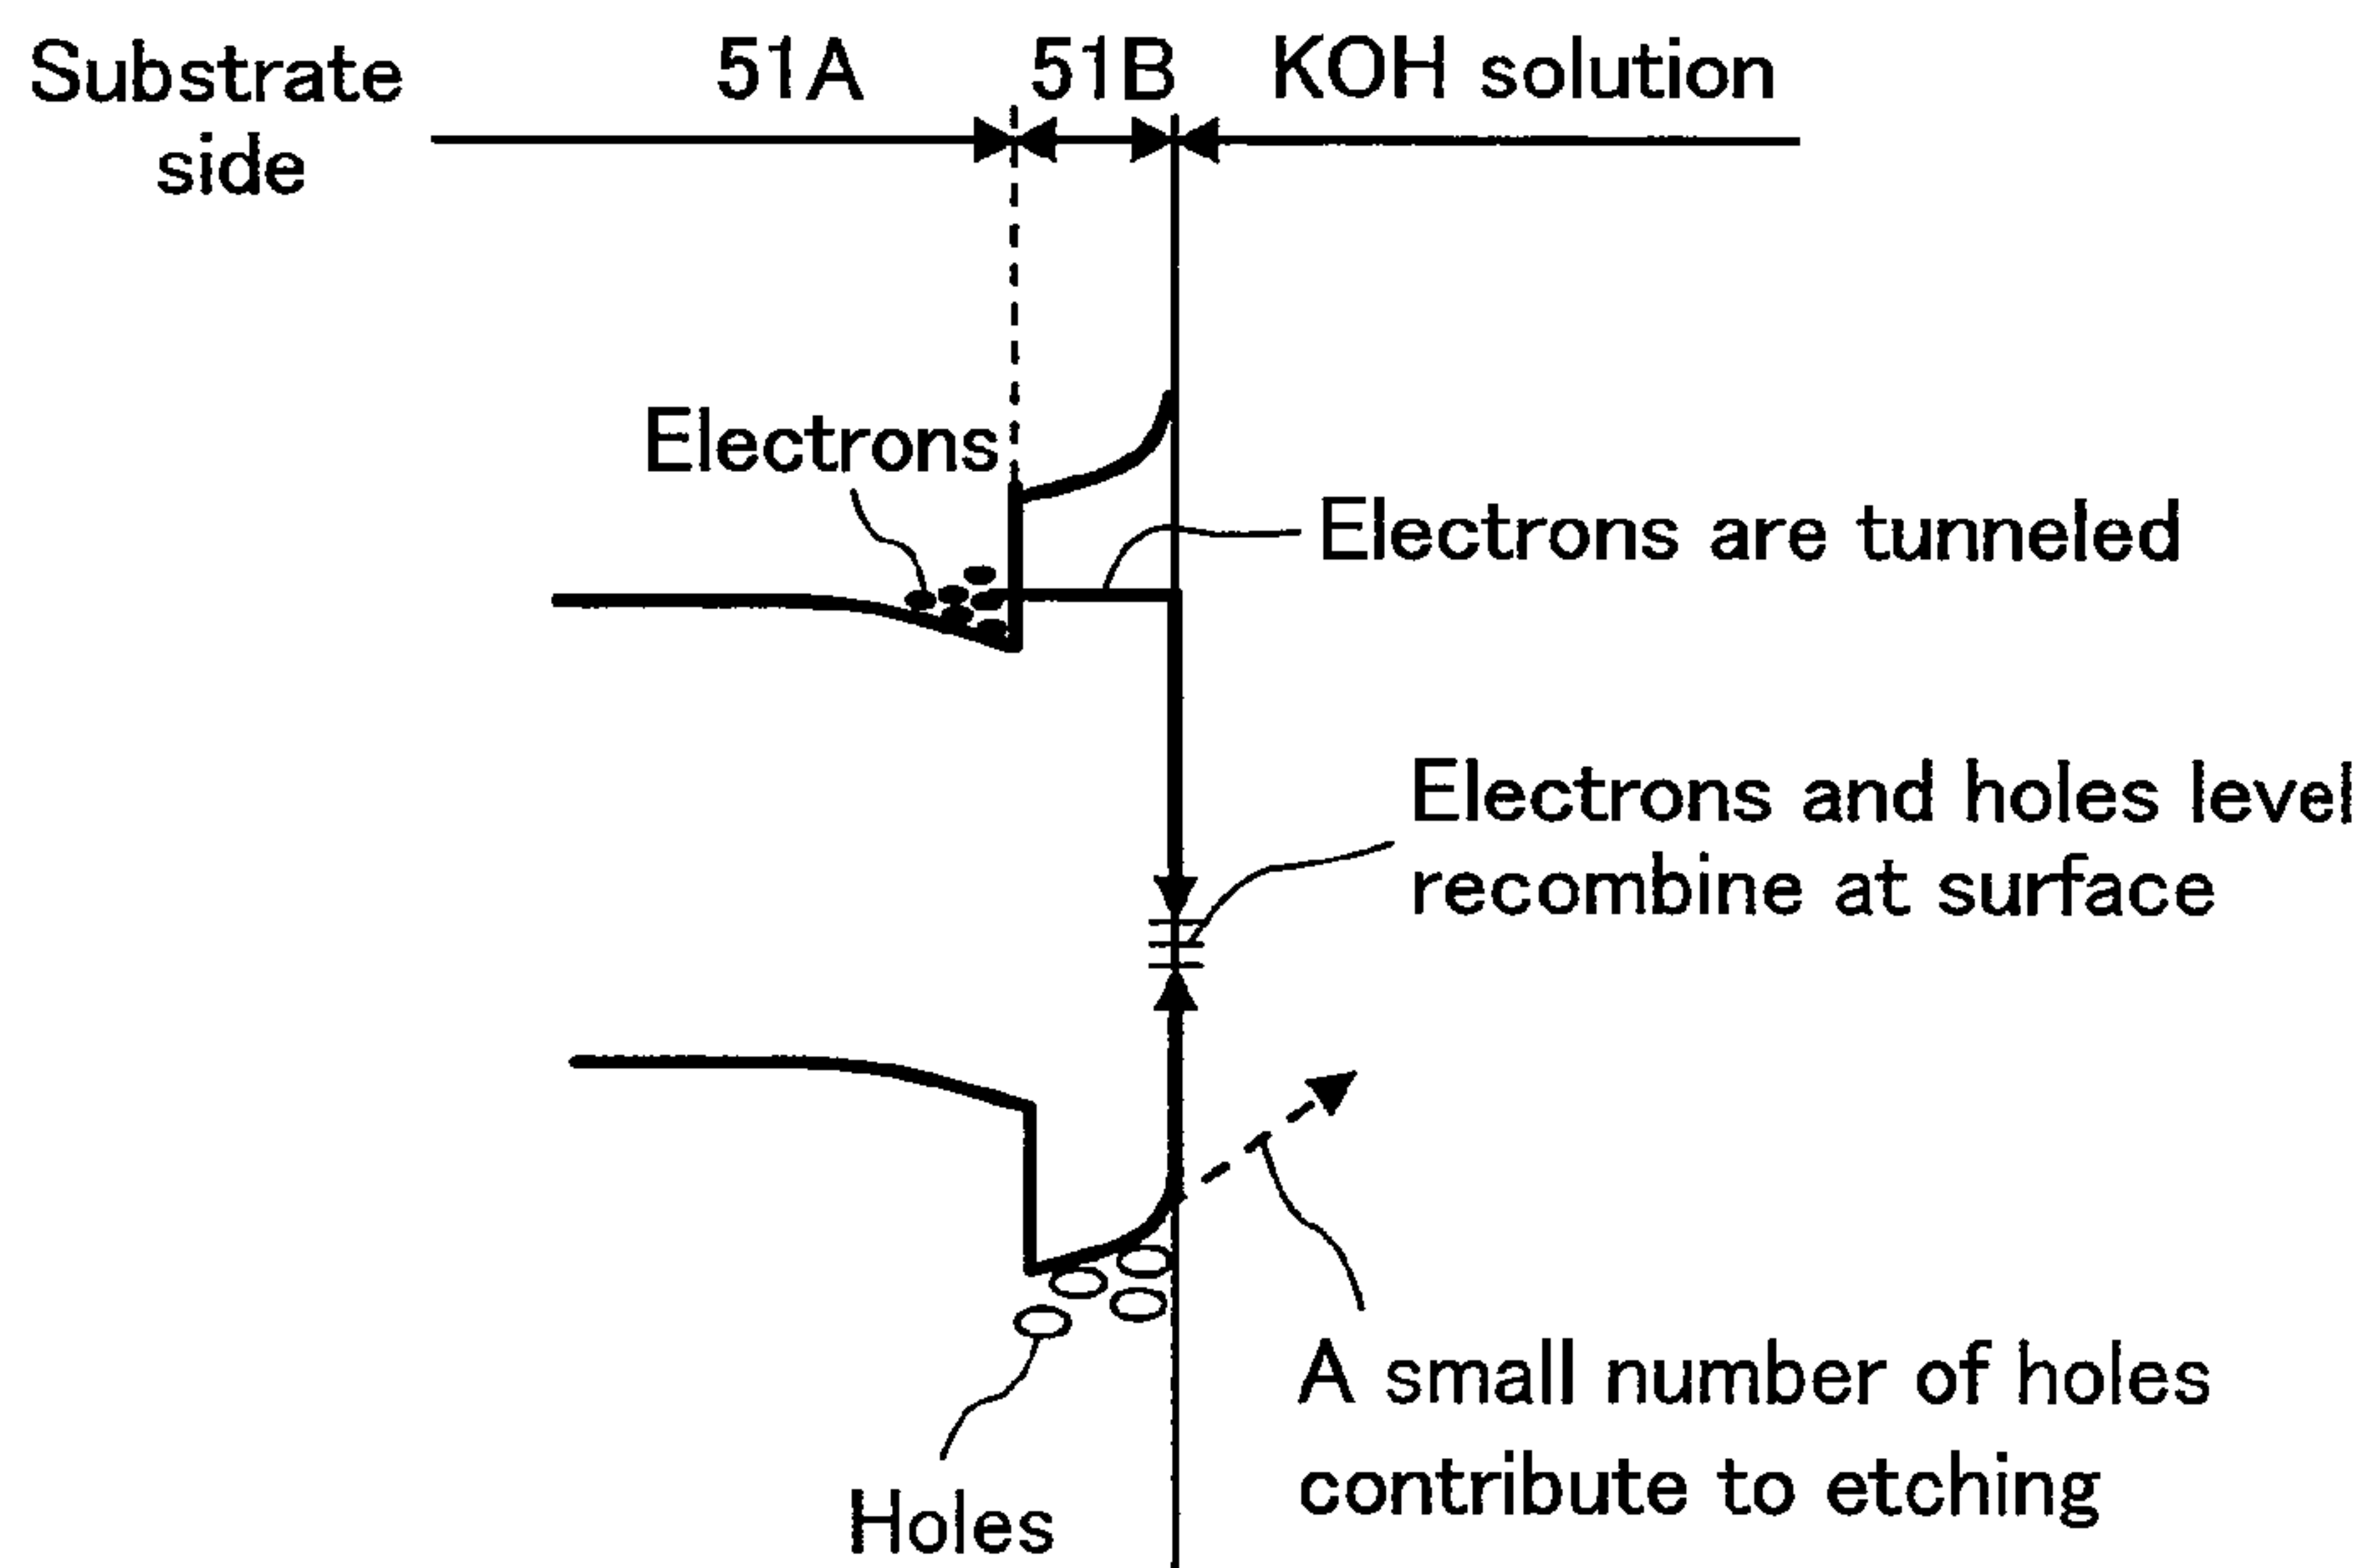 Substrate
side
51A
51B
KOH solution
Electrons
Electrons are tunneled
Electrons and holes level
recombine at surface
A small number of holes
contribute to etching
Holes